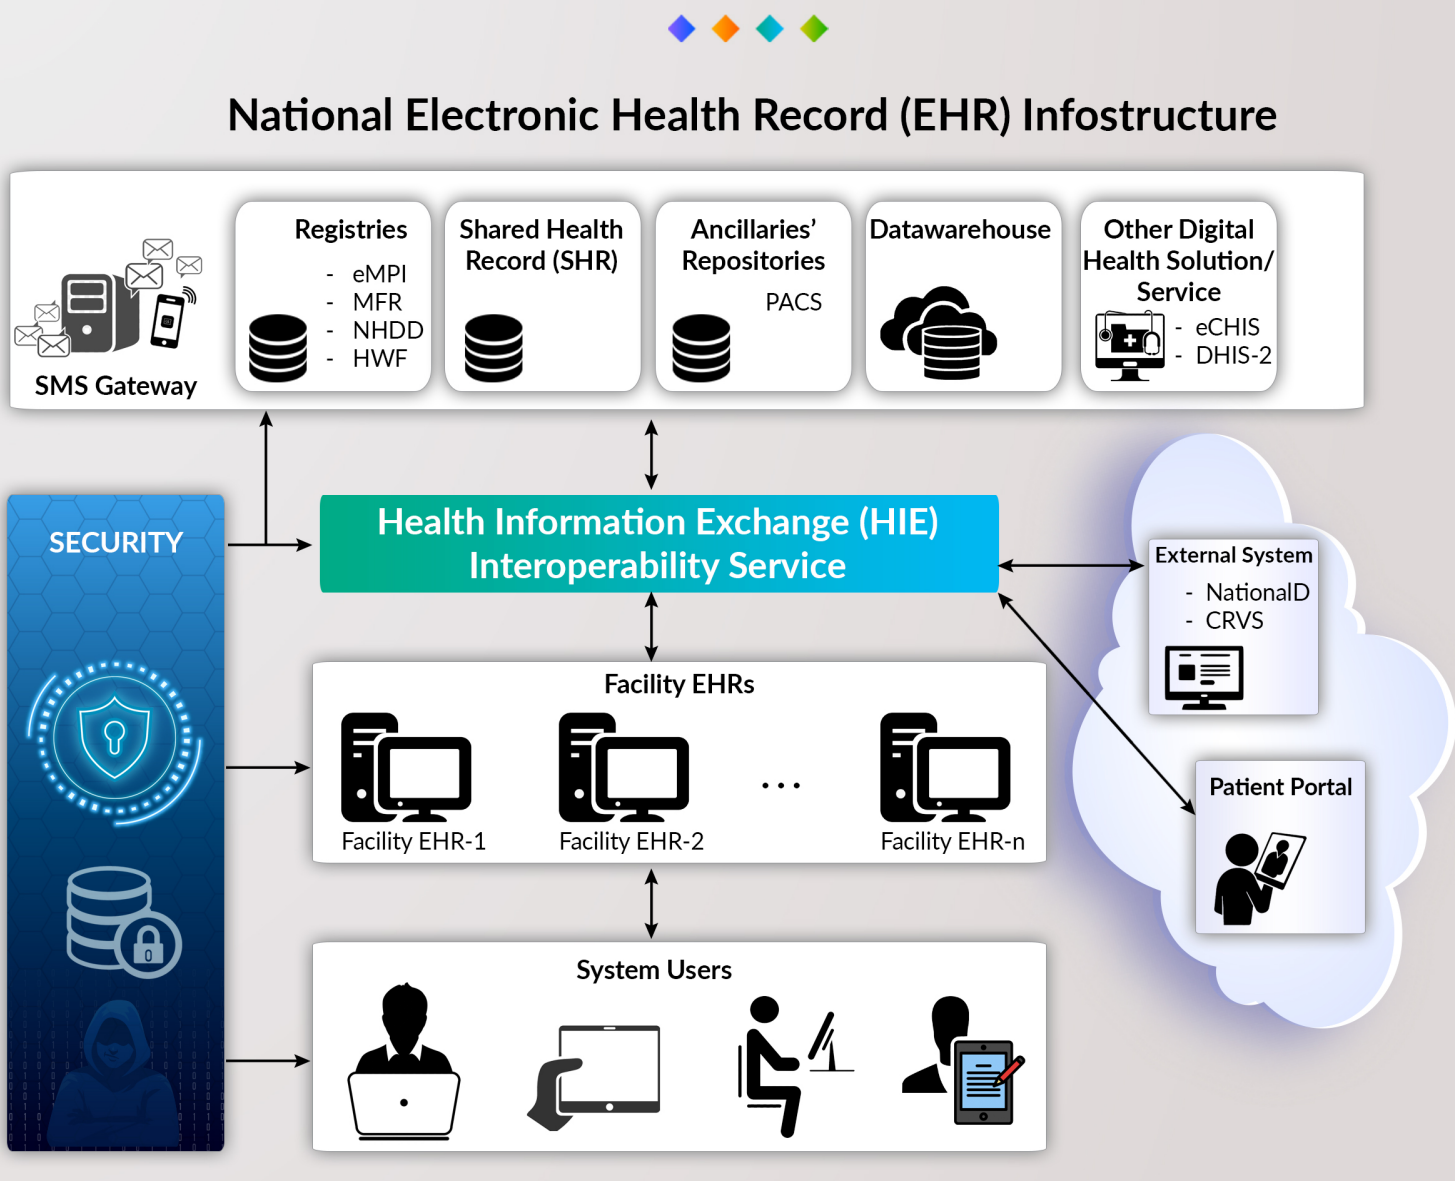 National Electronic Health Record (EHR) Infostructure
SMS Gateway
Registries
- eMPI
- MFR
- NHDD
- HWF
Shared Health
Record (SHR)
Ancillaries’
Repositories
PACS
Datawarehouse
Other Digital
Health Solution/
Service
- eCHIS
- DHIS-2
SECURITY
Health Information Exchange (HIE)
Interoperability Service
External System
- NationalD
- CRVS
Patient Portal
Facility EHRs
...
Facility EHR-1
Facility EHR-2
Facility EHR-n
System Users